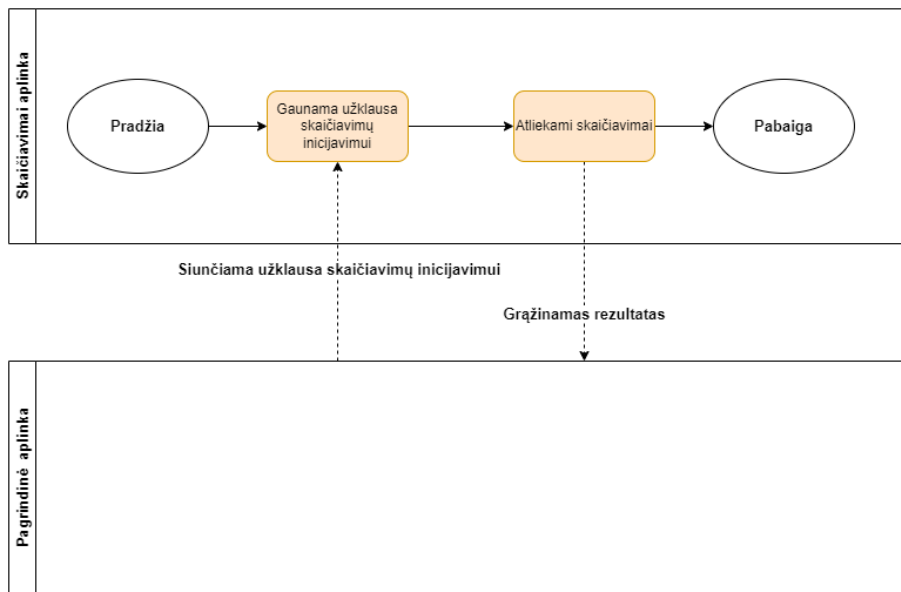 Skaičiavimai aplinka
Pradžia
Gaunama užklausa
skaičiavimų
inicijavimui
Atliekami skaičiavimai
Pabaiga
Siunčiama užklausa skaičiavimų inicijavimui
Grąžinamas rezultatas
Pagrindinė aplinka